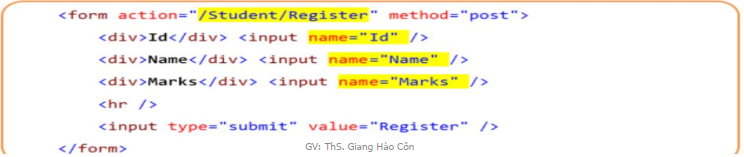 <form action="/Student/Register" method="post">
<div>Id</div> <input name="Id" />
<div>Name</div> <input name="Name" />
<div>Marks</div> <input name="Marks" />
<hr />
<input type="submit" value="Register" />
</form>
GV: ThS. Giang Hào Côn